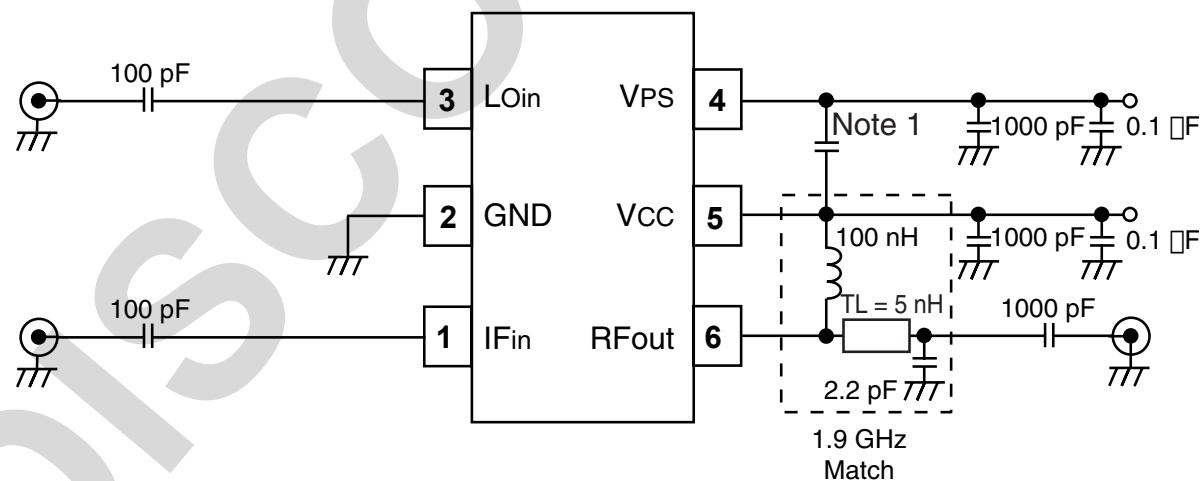 100 pF
3 LOin
VPS 4
Note 1
1000 pF
0.1 □F
2 GND
VCC 5
100 nH
1000 pF
0.1 □F
100 pF
1 IFin
RFout 6
TL = 5 nH
1000 pF
2.2 pF
1.9 GHz
Match
DISCO